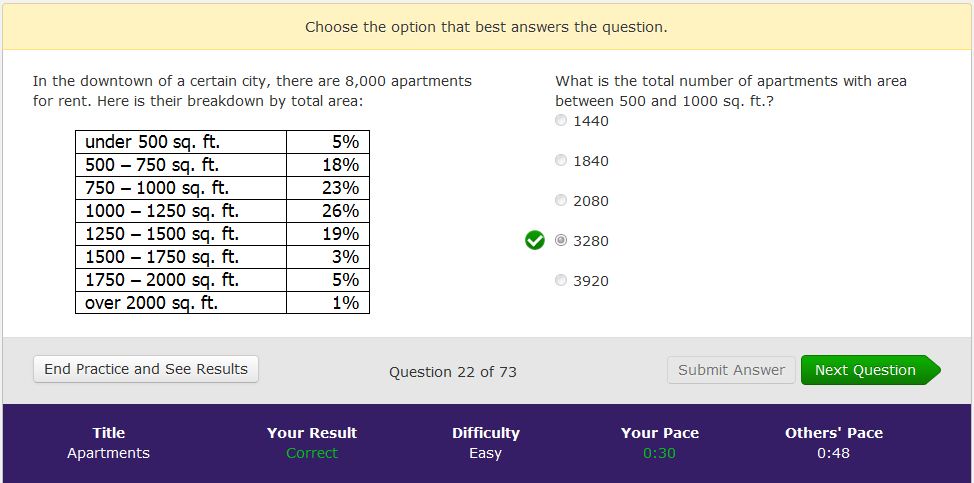 Choose the option that best answers the question.
In the downtown of a certain city, there are 8,000 apartments
for rent. Here is their breakdown by total area:
under 500 sq. ft. 5%
500 – 750 sq. ft. 18%
750 – 1000 sq. ft. 23%
1000 – 1250 sq. ft. 26%
1250 – 1500 sq. ft. 19%
1500 – 1750 sq. ft. 3%
1750 – 2000 sq. ft. 5%
over 2000 sq. ft. 1%
What is the total number of apartments with area
between 500 and 1000 sq. ft.?
1440
1840
2080
3280
3920
End Practice and See Results Question 22 of 73 Submit Answer Next Question
Title Your Result Difficulty Your Pace Others' Pace
Apartments Correct Easy 0:30 0:48